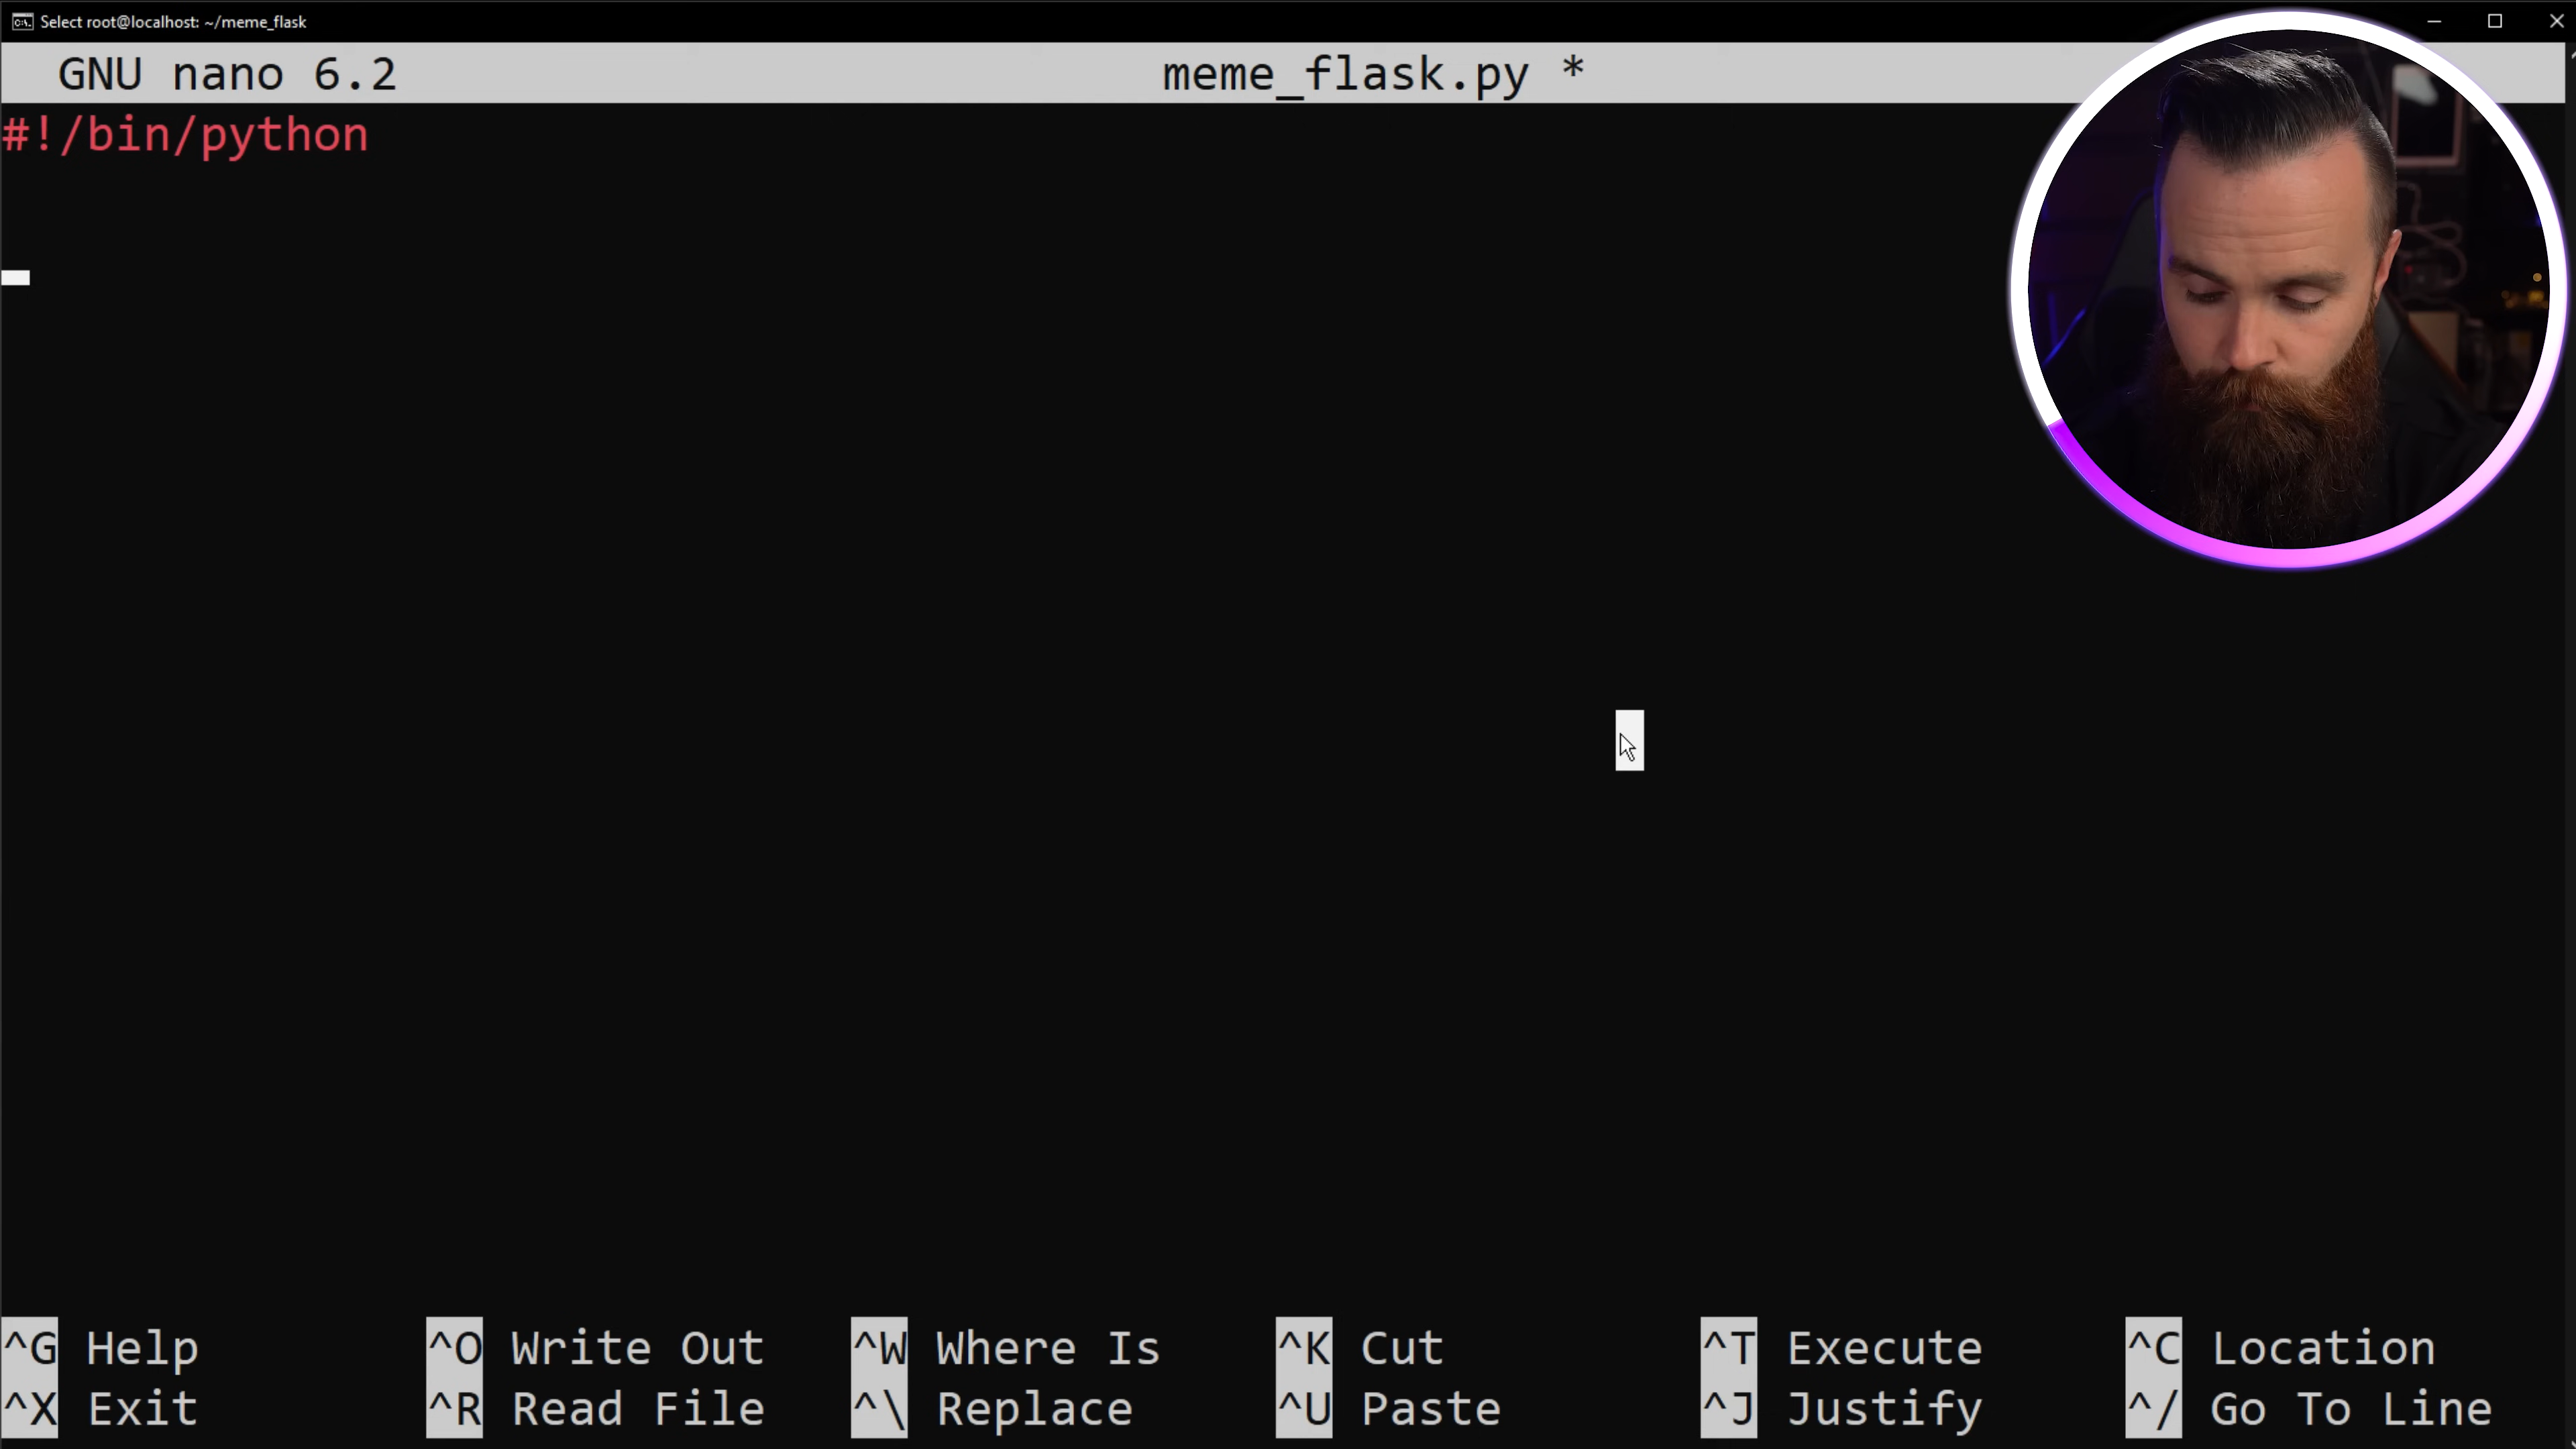 Select root@localhost: ~/meme_flask
GNU nano 6.2 meme_flask.py *
#!/bin/python
^G Help ^O Write Out ^W Where Is ^K Cut ^T Execute ^C Location
^X Exit ^R Read File ^\ Replace ^U Paste ^J Justify ^/ Go To Line